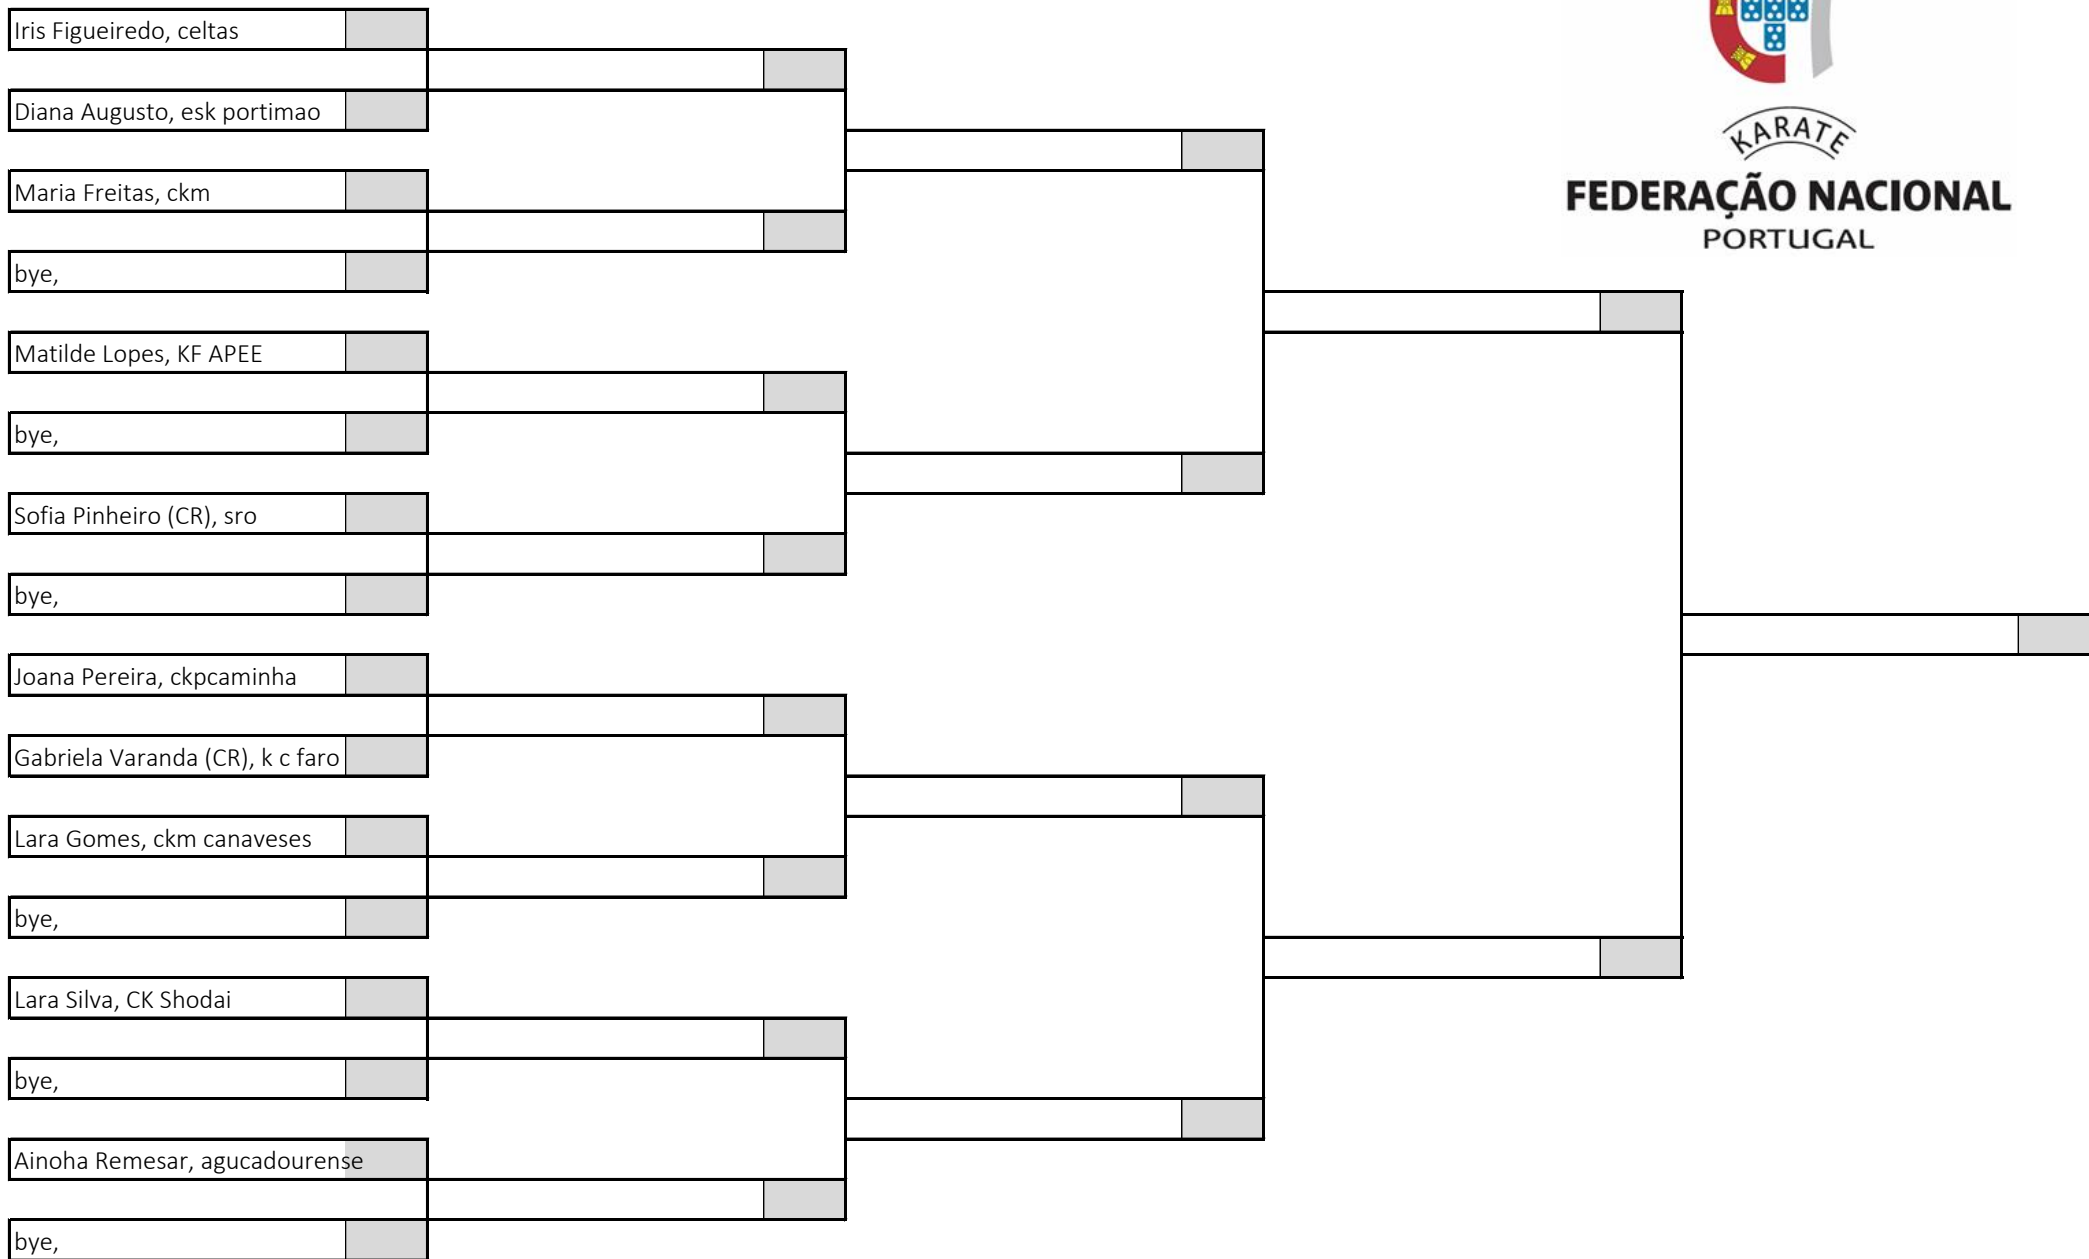 Iris Figueiredo, celtas
Diana Augusto, esk portimao
Maria Freitas, ckm
bye,
Matilde Lopes, KF APEE
bye,
Sofia Pinheiro (CR), sro
bye,
Joana Pereira, ckpcaminha
Gabriela Varanda (CR), k c faro
Lara Gomes, ckm canaveses
bye,
Lara Silva, CK Shodai
bye,
Ainoha Remesar, agucadourense
bye,
KARATE
FEDERAÇÃO NACIONAL
PORTUGAL